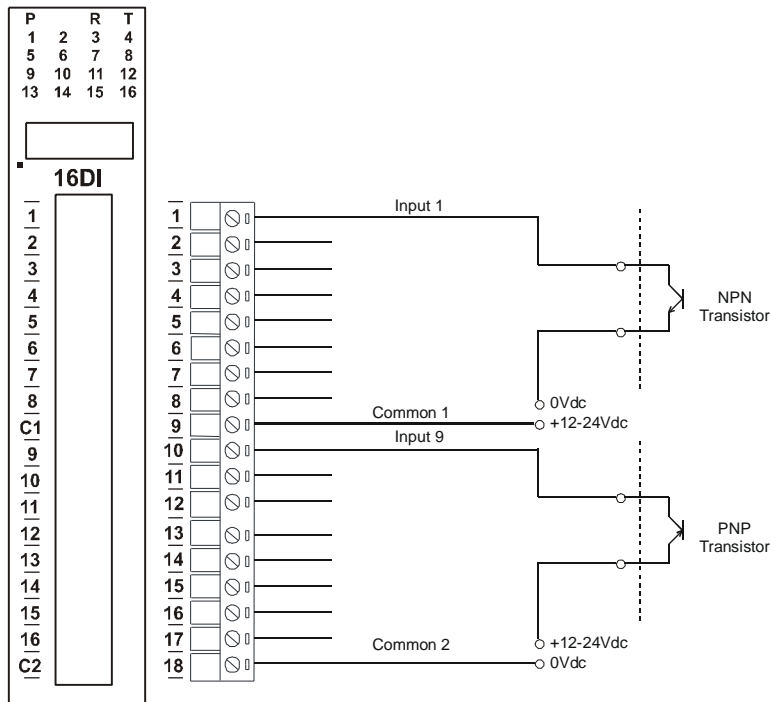 P R T
1 2 3 4
5 6 7 8
9 10 11 12
13 14 15 16
16DI
1
2
3
4
5
6
7
8
C1
9
10
11
12
13
14
15
16
C2
1
2
3
4
5
6
7
8
9
10
11
12
13
14
15
16
17
18
Input 1
NPN
Transistor
0Vdc
Common 1
+12-24Vdc
Input 9
PNP
Transistor
+12-24Vdc
Common 2
0Vdc